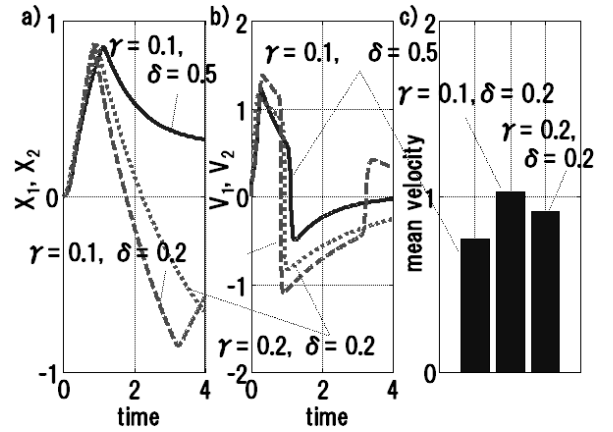 a)
1
0
-1
X1, X2
0
2
4
time
γ = 0.1,
δ = 0.5
γ = 0.1, δ = 0.2
b)
2
1
0
-1
-2
V1, V2
0
2
4
time
γ = 0.1, δ = 0.5
γ = 0.2, δ = 0.2
c)
2
1
0
mean velocity
γ = 0.1, δ = 0.2
γ = 0.2,
δ = 0.2